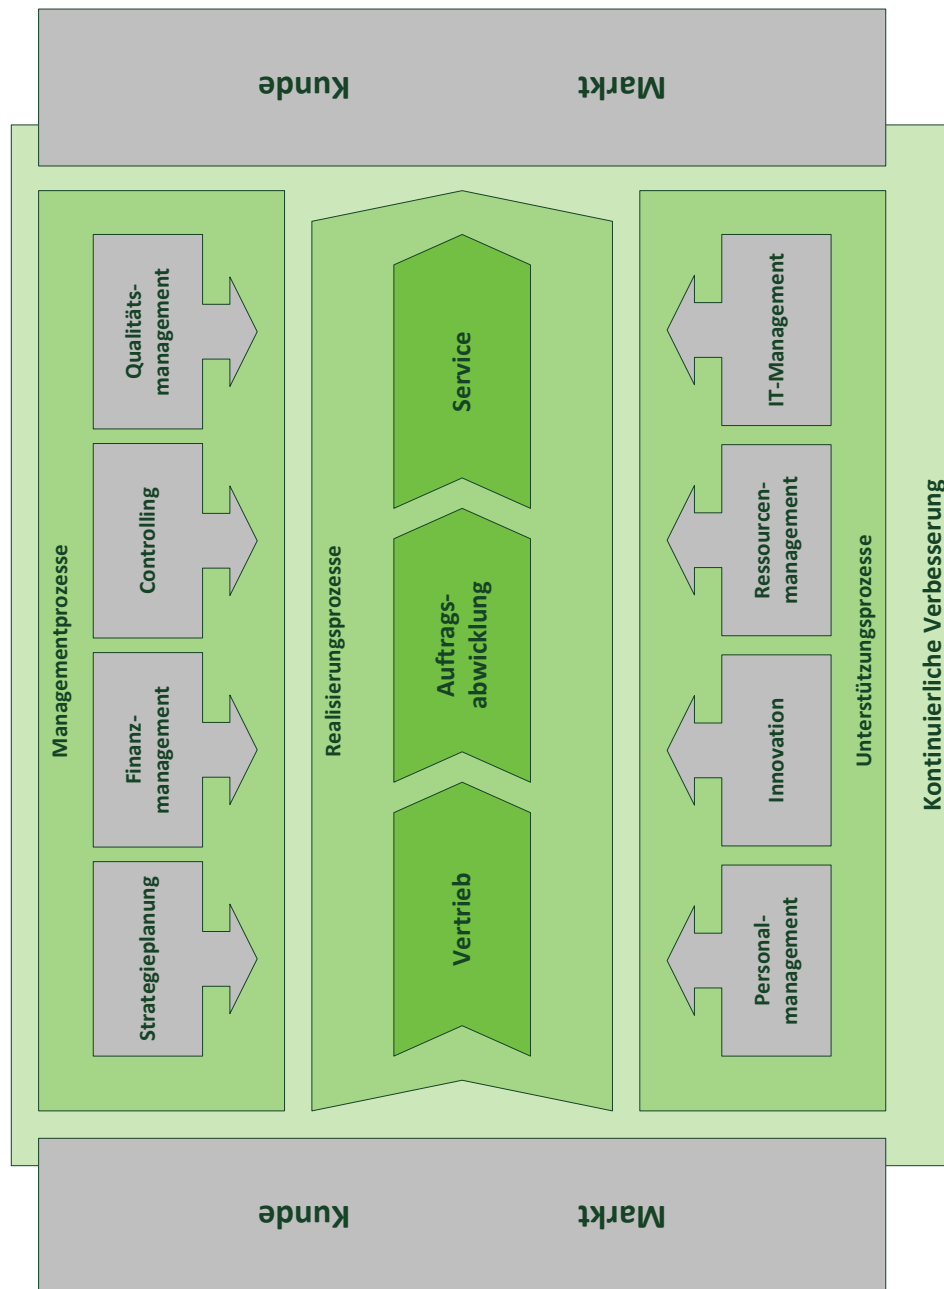 Kunde
Markt
Managementprozesse
Strategieplanung
Finanz-
management
Controlling
Qualitäts-
management
Realisierungsprozesse
Vertrieb
Auftrags-
abwicklung
Service
Personal-
management
Innovation
Ressourcen-
management
IT-Management
Unterstützungsprozesse
Kontinuierliche Verbesserung
Kunde
Markt